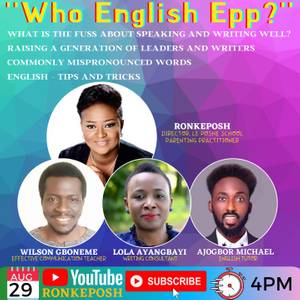 "Who English Epp?"
WHAT IS THE FUSS ABOUT SPEAKING AND WRITING WELL?
RAISING A GENERATION OF LEADERS AND WRITERS
COMMONLY MISPRONOUNCED WORDS
ENGLISH - TIPS AND TRICKS
RONKEPOSH
DIRECTOR, LE POSHE SCHOOL
PARENTING PRACTITIONER
WILSON GBONEME
EFFECTIVE COMMUNICATION TEACHER
LOLA AYANGBAYI
WRITING CONSULTANT
AJOGBOR MICHAEL
ENGLISH TUTOR
AUG
29
YouTube
RONKEPOSH
SUBSCRIBE
4PM